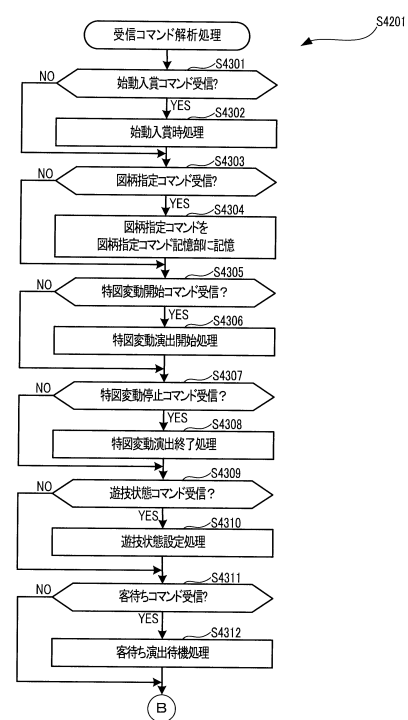 S4201
受信コマンド解析処理
S4301
NO
始動入賞コマンド受信?
YES
S4302
始動入賞時処理
S4303
NO
図柄指定コマンド受信?
YES
S4304
図柄指定コマンドを
図柄指定コマンド記憶部に記憶
S4305
NO
特図変動開始コマンド受信?
YES
S4306
特図変動演出開始処理
S4307
NO
特図変動停止コマンド受信?
YES
S4308
特図変動演出終了処理
S4309
NO
遊技状態コマンド受信?
YES
S4310
遊技状態設定処理
S4311
NO
客待ちコマンド受信?
YES
S4312
客待ち演出待機処理
B